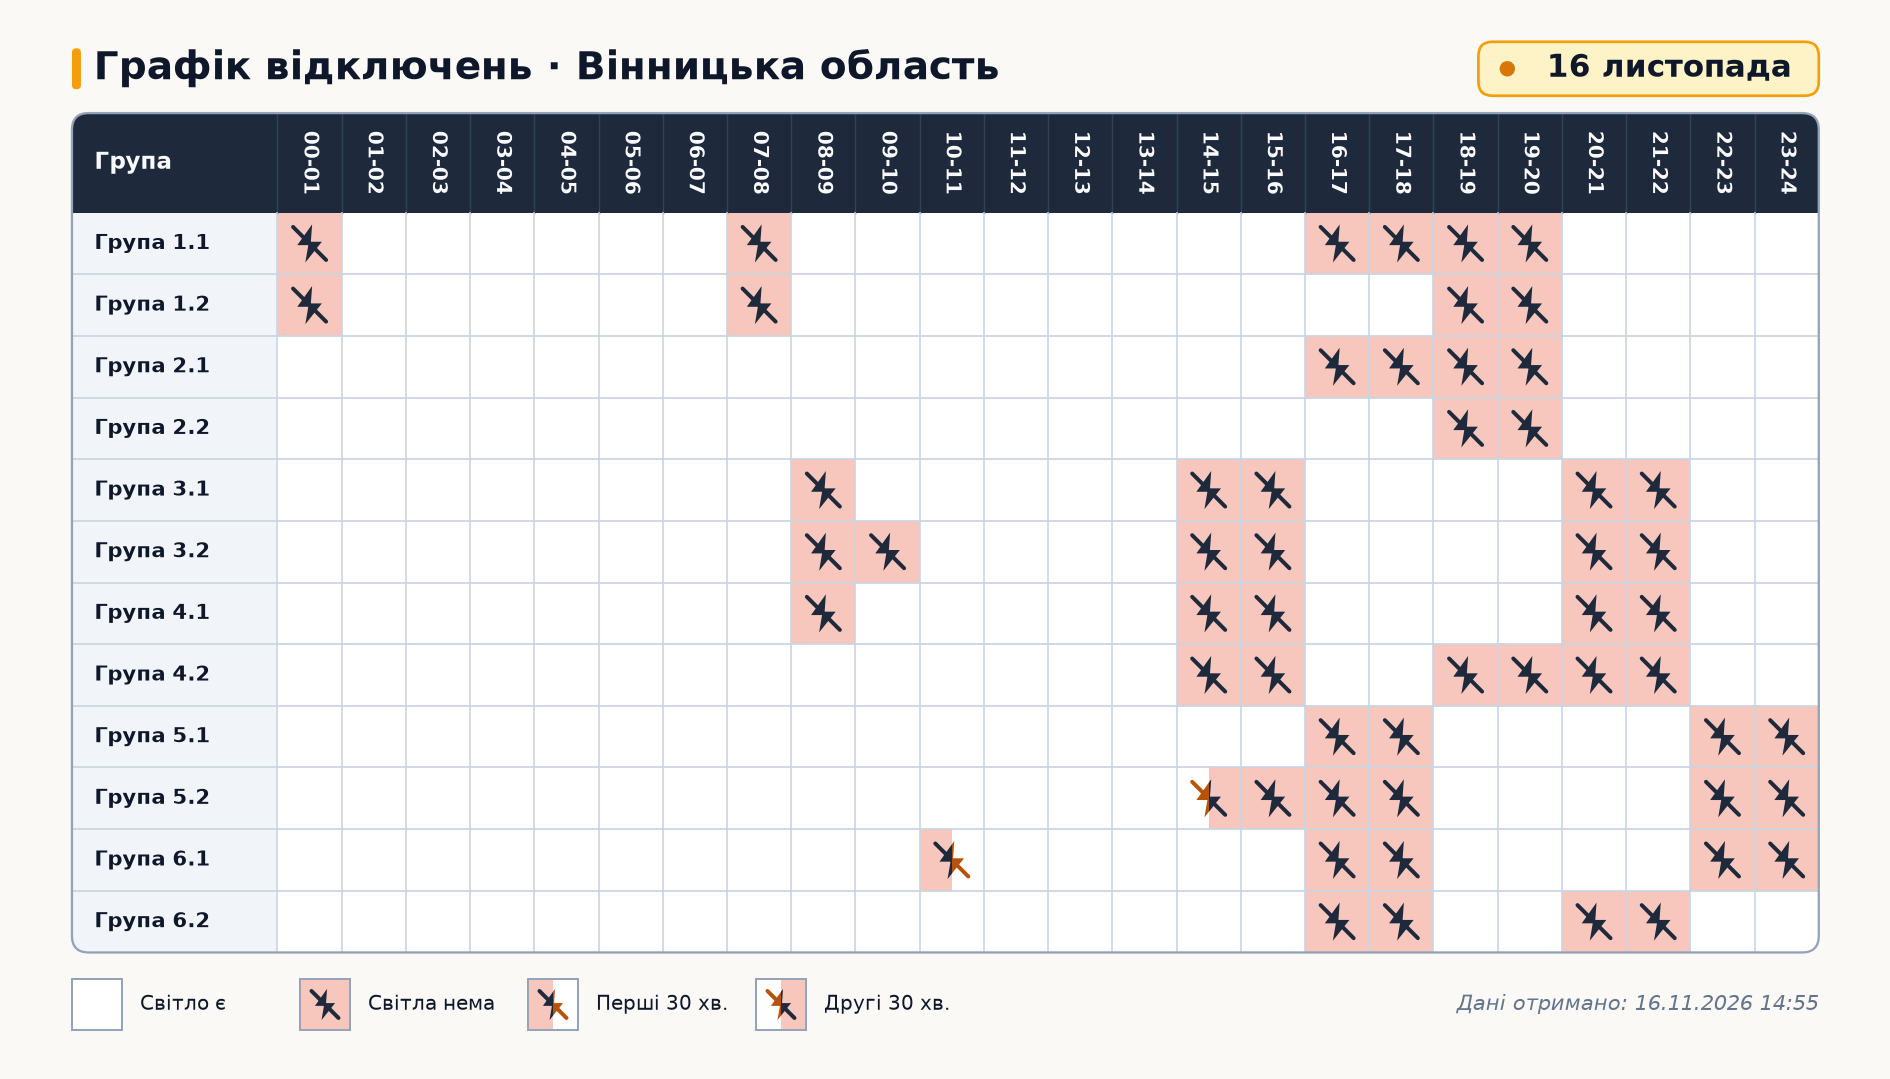 Графік відключень · Вінницька область
16 листопада
Група 00-01 01-02 02-03 03-04 04-05 05-06 06-07 07-08 08-09 09-10 10-11 11-12 12-13 13-14 14-15 15-16 16-17 17-18 18-19 19-20 20-21 21-22 22-23 23-24
Група 1.1
Група 1.2
Група 2.1
Група 2.2
Група 3.1
Група 3.2
Група 4.1
Група 4.2
Група 5.1
Група 5.2
Група 6.1
Група 6.2
Світло є Світла нема Перші 30 хв. Другі 30 хв. Дані отримано: 16.11.2026 14:55